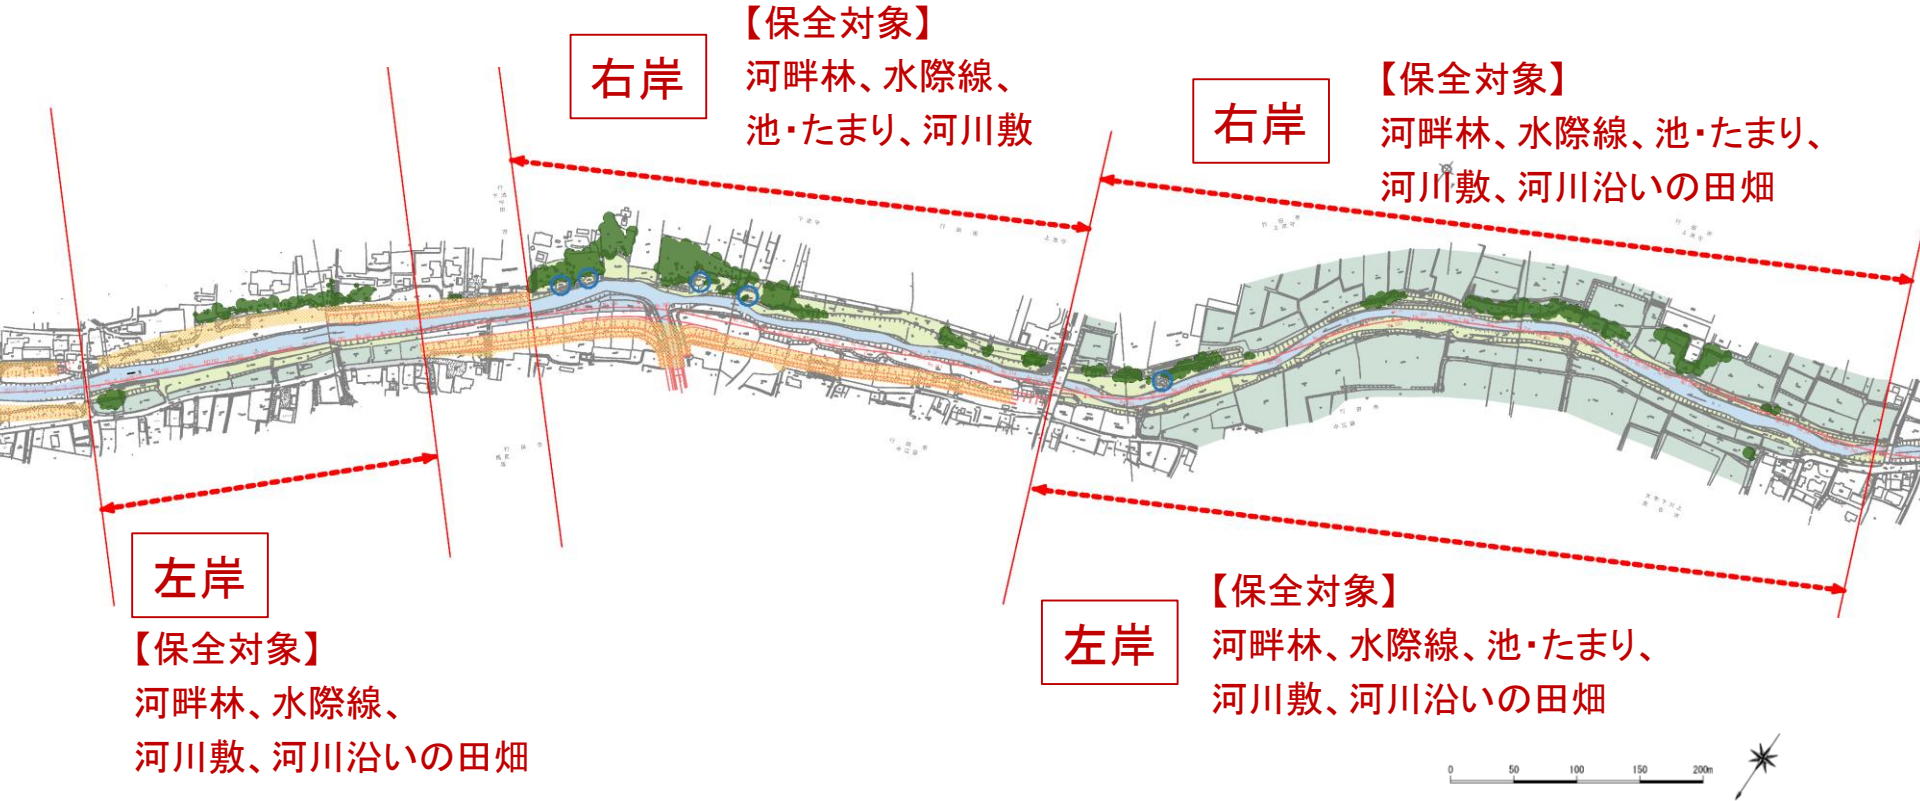 右岸
【保全対象】
河畔林、水際線、
池・たまり、河川敷
右岸
【保全対象】
河畔林、水際線、池・たまり、
河川敷、河川沿いの田畑
左岸
【保全対象】
河畔林、水際線、
河川敷、河川沿いの田畑
左岸
【保全対象】
河畔林、水際線、池・たまり、
河川敷、河川沿いの田畑
0 50 100 150 200m